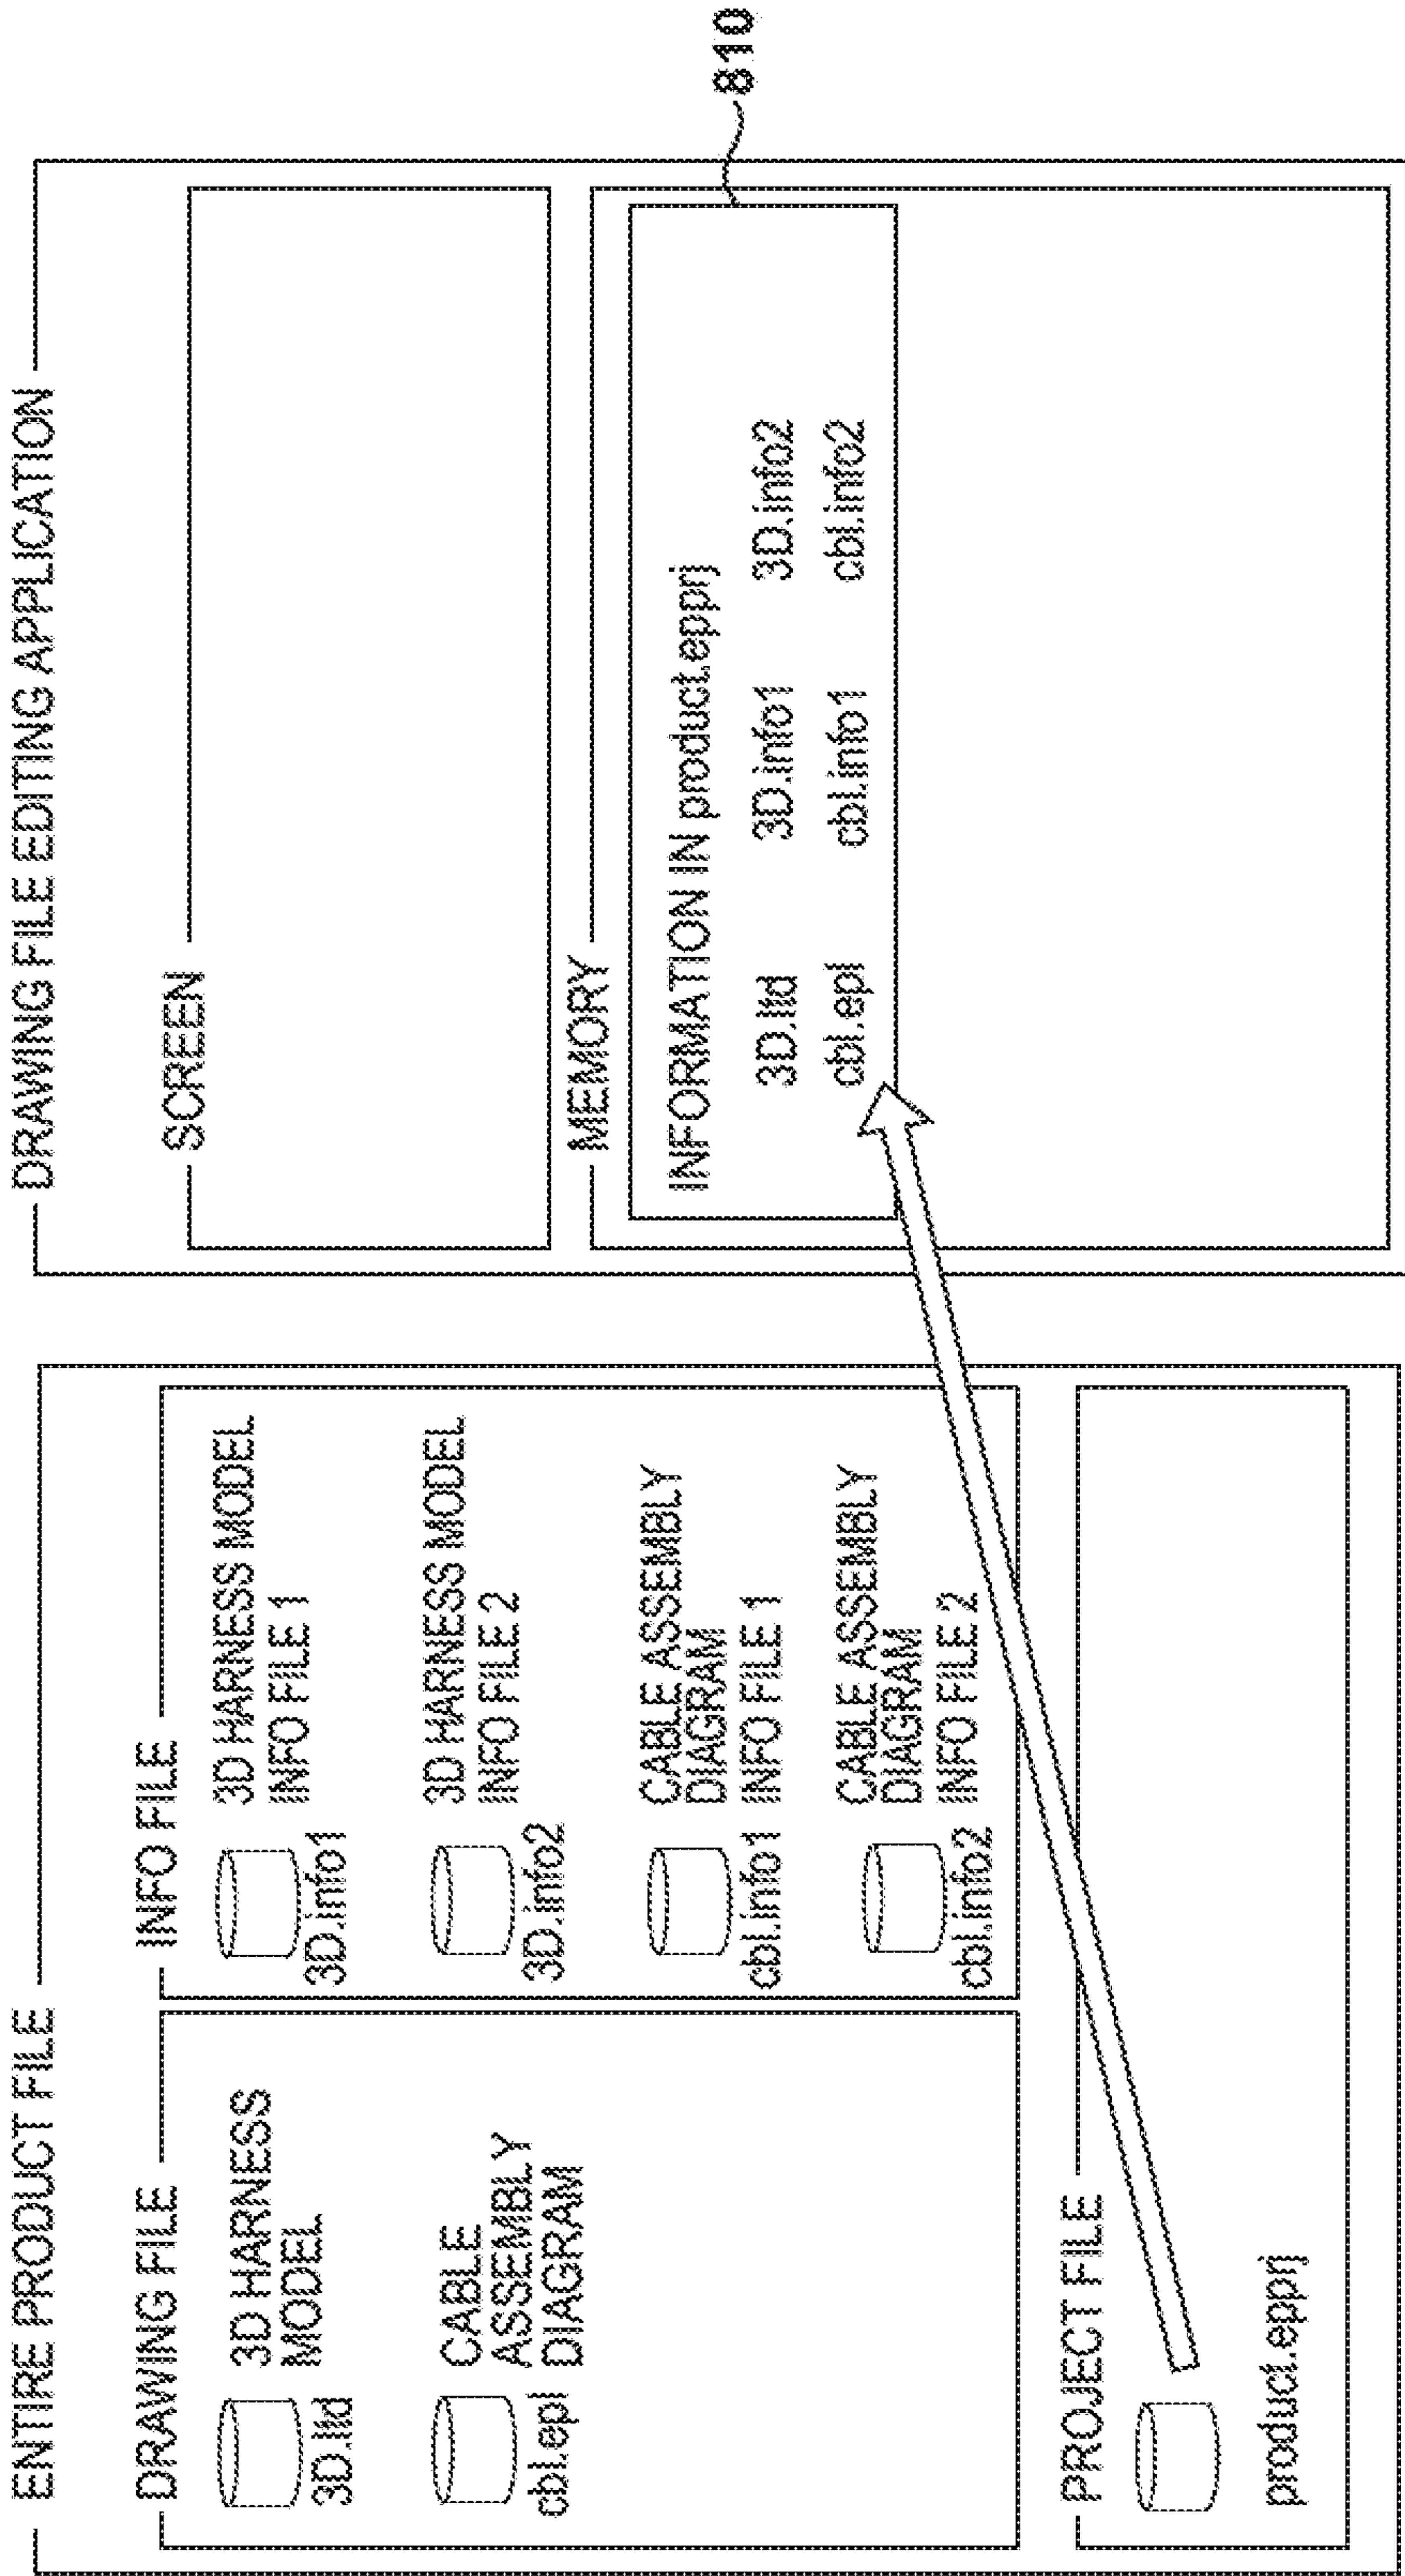 ENTIRE PRODUCT FILE
DRAWING FILE
3D HARNESS
MODEL
3D.ltd
CABLE
ASSEMBLY
DIAGRAM
cbl.epl
INFO FILE
3D HARNESS MODEL
INFO FILE 1
3D.info1
3D HARNESS MODEL
INFO FILE 2
3D.info2
CABLE ASSEMBLY
DIAGRAM
INFO FILE 1
cbl.info1
CABLE ASSEMBLY
DIAGRAM
INFO FILE 2
cbl.info2
PROJECT FILE
product.epprj
DRAWING FILE EDITING APPLICATION
SCREEN
MEMORY
INFORMATION IN product.epprj
3D.ltd 3D.info1 3D.info2
cbl.epl cbl.info1 cbl.info2
810